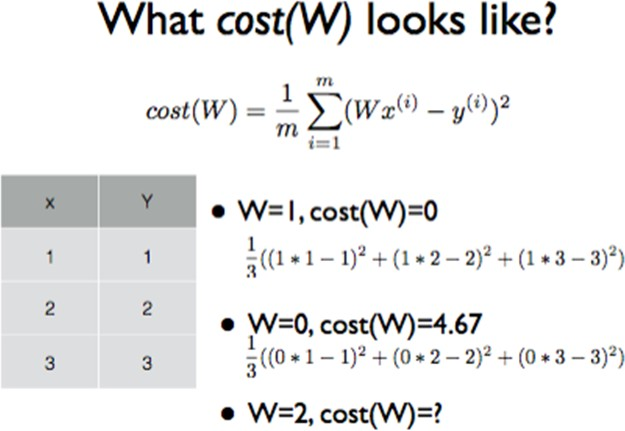 What cost(W) looks like?
cost(W) = \frac{1}{m} \sum_{i=1}^{m} (Wx^{(i)} - y^{(i)})^2
x Y
1 1
2 2
3 3
• W=1, cost(W)=0
\frac{1}{3}((1 * 1 - 1)^2 + (1 * 2 - 2)^2 + (1 * 3 - 3)^2)
• W=0, cost(W)=4.67
\frac{1}{3}((0 * 1 - 1)^2 + (0 * 2 - 2)^2 + (0 * 3 - 3)^2)
• W=2, cost(W)=?